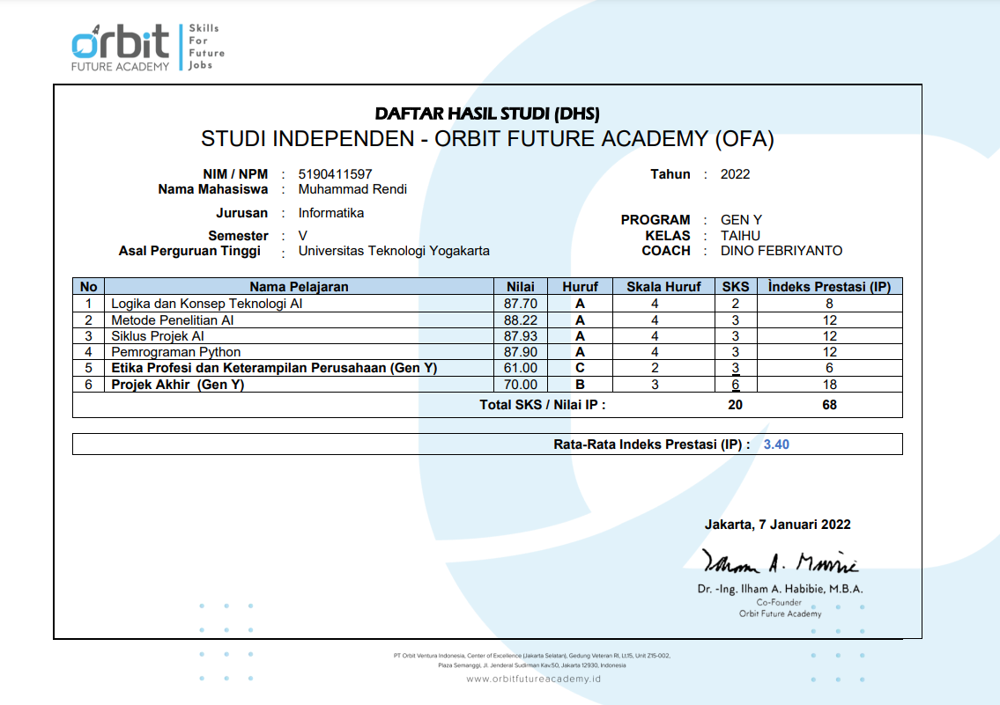 orbit
FUTURE ACADEMY
Skills
For
Future
Jobs
DAFTAR HASIL STUDI (DHS)
STUDI INDEPENDEN - ORBIT FUTURE ACADEMY (OFA)
NIM / NPM : 5190411597 Tahun : 2022
Nama Mahasiswa : Muhammad Rendi
Jurusan : Informatika
PROGRAM : GEN Y
Semester : V KELAS : TAIHU
Asal Perguruan Tinggi : Universitas Teknologi Yogyakarta COACH : DINO FEBRIYANTO
No Nama Pelajaran Nilai Huruf Skala Huruf SKS Ìndeks Prestasi (IP)
1 Logika dan Konsep Teknologi AI 87.70 A 4 2 8
2 Metode Penelitian AI 88.22 A 4 3 12
3 Siklus Projek AI 87.93 A 4 3 12
4 Pemrograman Python 87.90 A 4 3 12
5 Etika Profesi dan Keterampilan Perusahaan (Gen Y) 61.00 C 2 3 6
6 Projek Akhir (Gen Y) 70.00 B 3 6 18
Total SKS / Nilai IP : 20 68
Rata-Rata Indeks Prestasi (IP) : 3.40
Jakarta, 7 Januari 2022
Dr. -Ing. Ilham A. Habibie, M.B.A.
Co-Founder
Orbit Future Academy
PT Orbit Ventura Indonesia, Center of Excellence (Jakarta Selatan), Gedung Veteran RI, Lt.15, Unit Z15-002,
Plaza Semanggi, Jl. Jenderal Sudirman Kav.50, Jakarta 12930, Indonesia
www.orbitfutureacademy.id